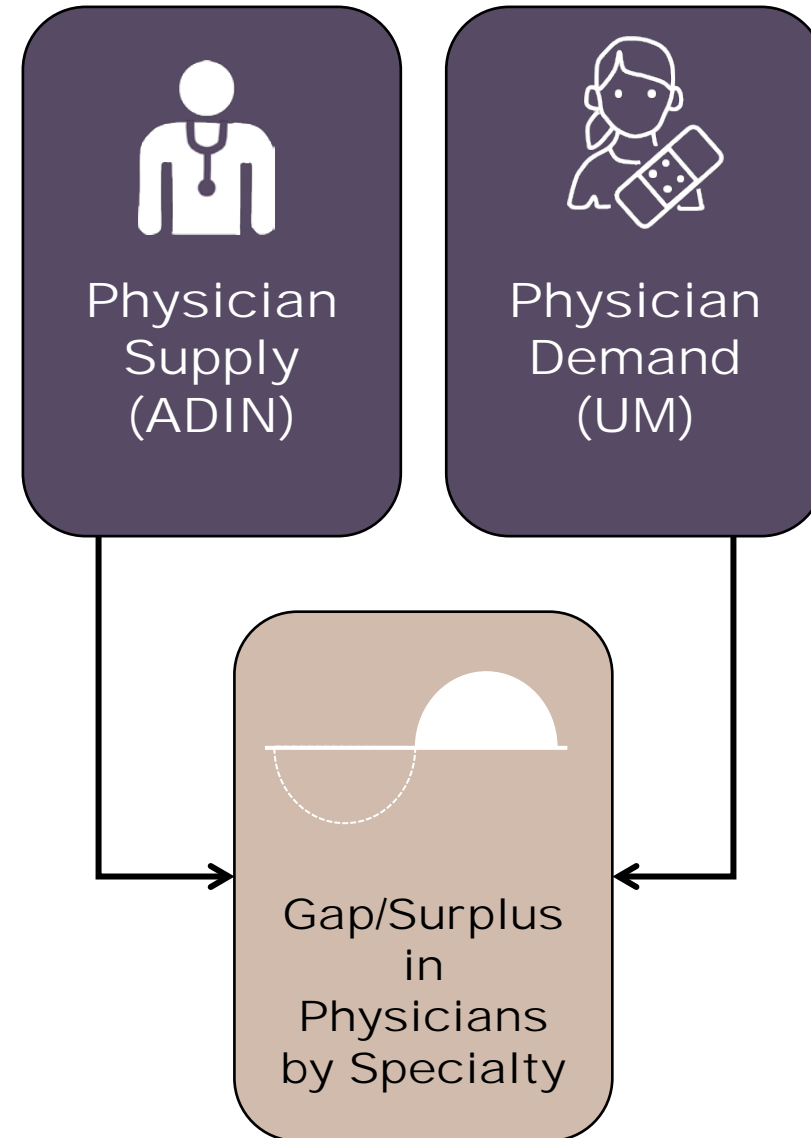 Physician
Supply
(ADIN)
Physician
Demand
(UM)
Gap/Surplus
in
Physicians
by Specialty